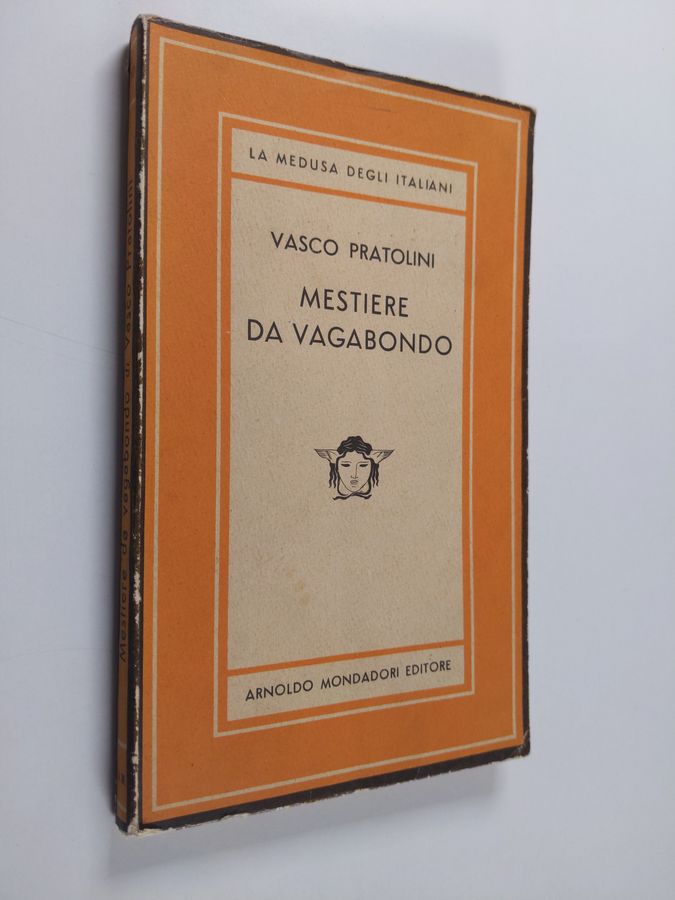 LA MEDUSA DEGLI ITALIANI
VASCO PRATOLINI
MESTIERE
DA VAGABONDO
ARNOLDO MONDADORI EDITORE
Mestiere da vagabondo di Vasco Pratolini